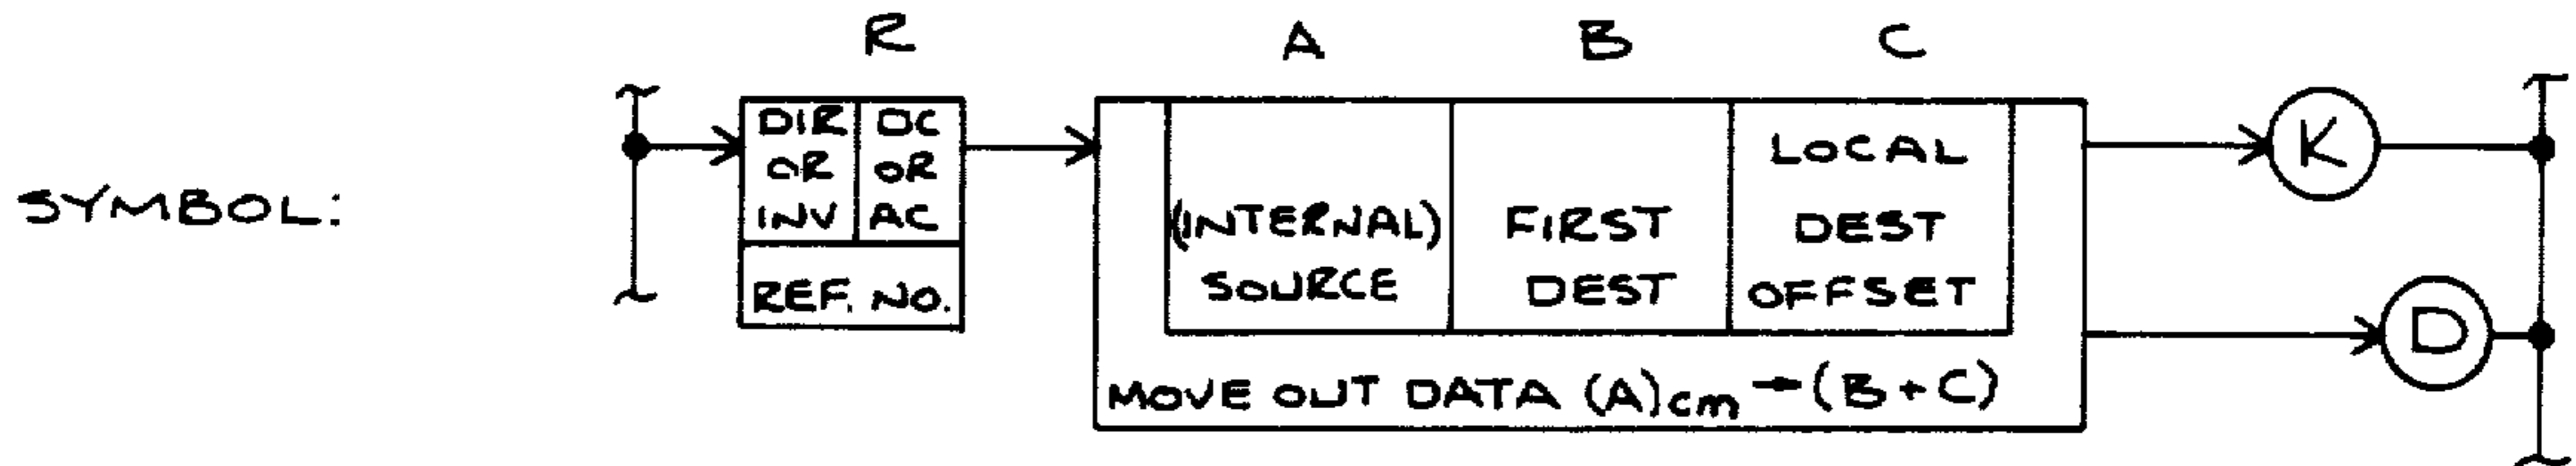 R A B C
SYMBOL:
DIR OR INV
DC OR AC
REF. NO.
(INTERNAL) SOURCE
FIRST DEST
LOCAL DEST OFFSET
MOVE OUT DATA (A)cm → (B + C)
K
D